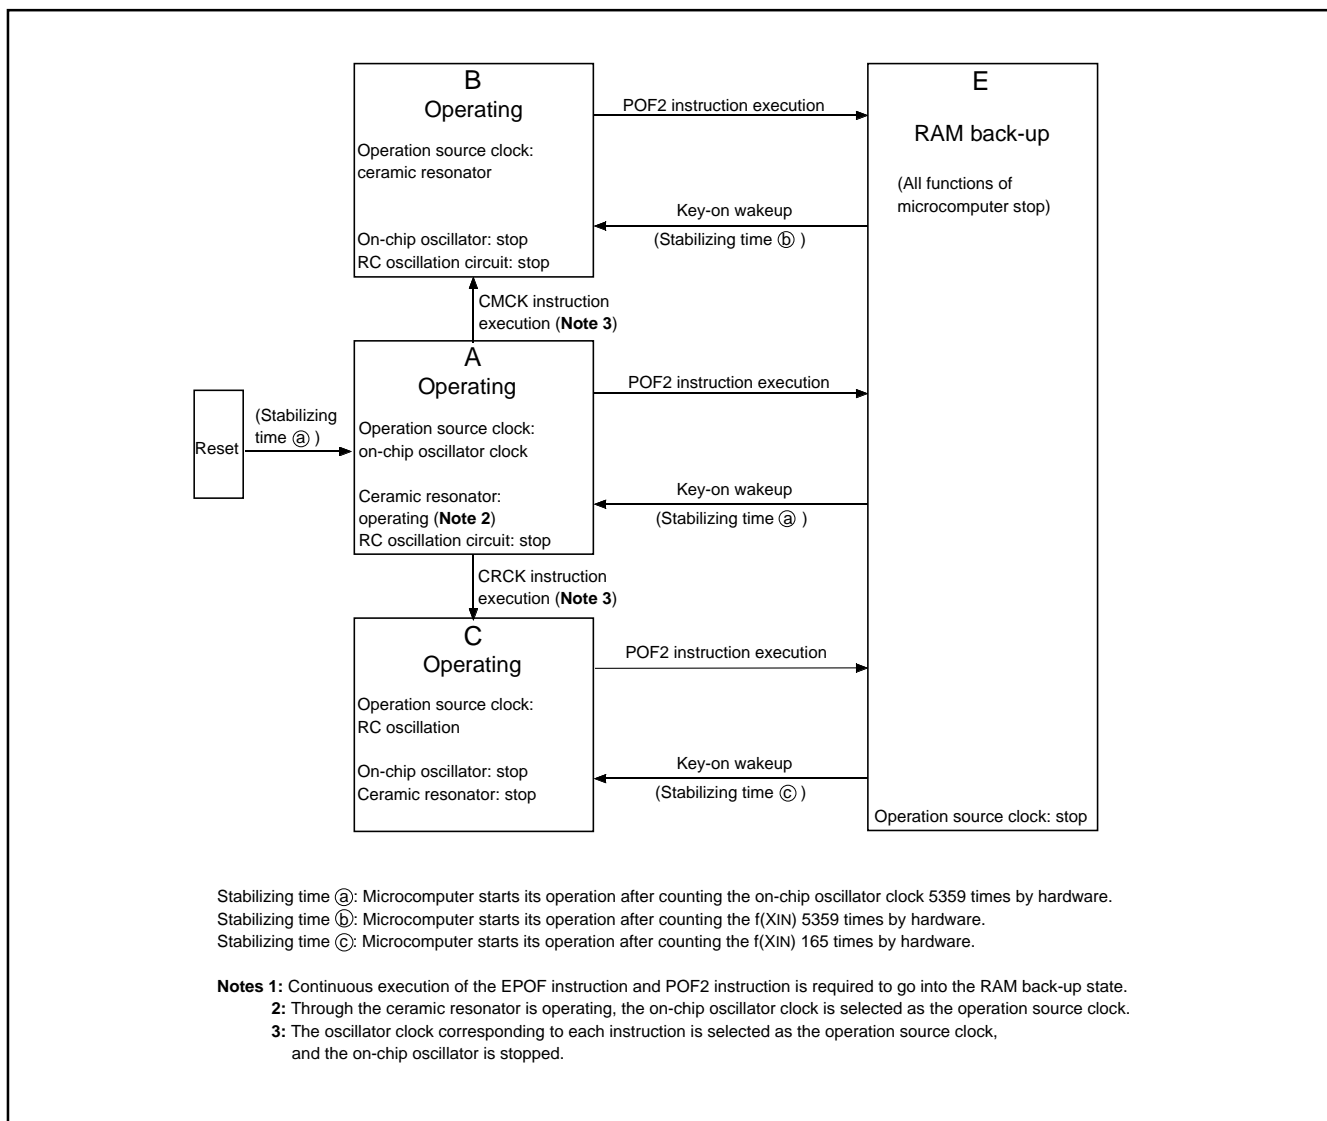 B
Operating
Operation source clock:
ceramic resonator
On-chip oscillator: stop
RC oscillation circuit: stop
POF2 instruction execution
Key-on wakeup
(Stabilizing time ⓑ )
E
RAM back-up
(All functions of
microcomputer stop)
Operation source clock: stop
CMCK instruction
execution (Note 3)
Reset
(Stabilizing
time ⓐ )
A
Operating
Operation source clock:
on-chip oscillator clock
Ceramic resonator:
operating (Note 2)
RC oscillation circuit: stop
POF2 instruction execution
Key-on wakeup
(Stabilizing time ⓐ )
CRCK instruction
execution (Note 3)
C
Operating
Operation source clock:
RC oscillation
On-chip oscillator: stop
Ceramic resonator: stop
POF2 instruction execution
Key-on wakeup
(Stabilizing time ⓒ )
Stabilizing time ⓐ: Microcomputer starts its operation after counting the on-chip oscillator clock 5359 times by hardware.
Stabilizing time ⓑ: Microcomputer starts its operation after counting the f(XIN) 5359 times by hardware.
Stabilizing time ⓒ: Microcomputer starts its operation after counting the f(XIN) 165 times by hardware.
Notes 1: Continuous execution of the EPOF instruction and POF2 instruction is required to go into the RAM back-up state.
2: Through the ceramic resonator is operating, the on-chip oscillator clock is selected as the operation source clock.
3: The oscillator clock corresponding to each instruction is selected as the operation source clock,
and the on-chip oscillator is stopped.